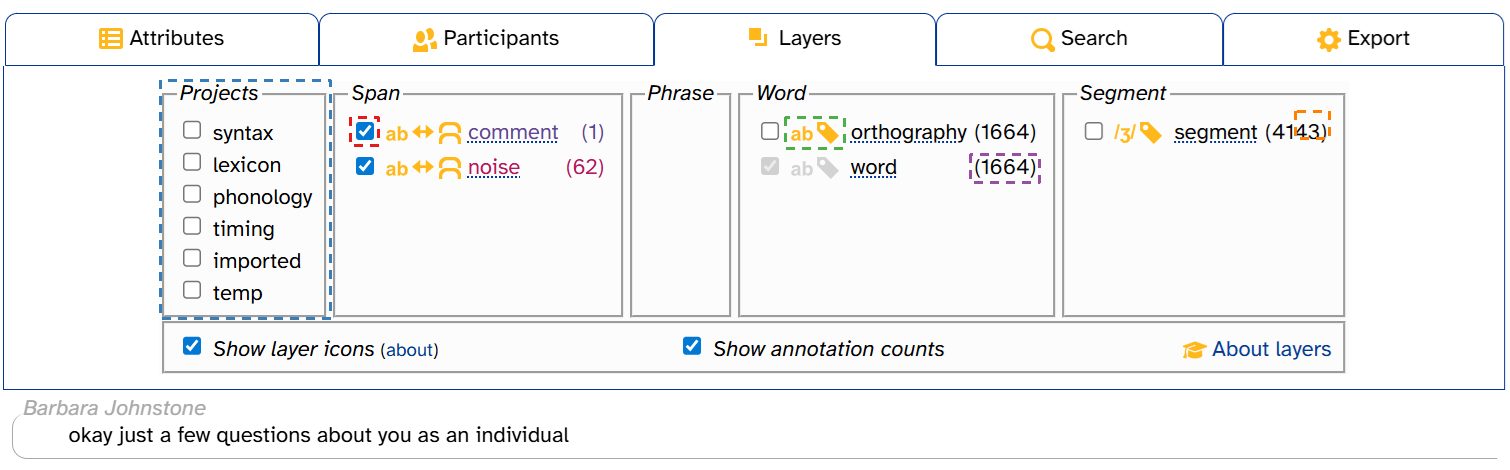 Attributes
Participants
Layers
Search
Export
Projects
syntax
lexicon
phonology
timing
imported
temp
Span
ab comment (1)
ab noise (62)
Phrase
Word
ab orthography (1664)
ab word (1664)
Segment
/ʒ/ segment (4143)
Show layer icons (about)
Show annotation counts
About layers
Barbara Johnstone
okay just a few questions about you as an individual